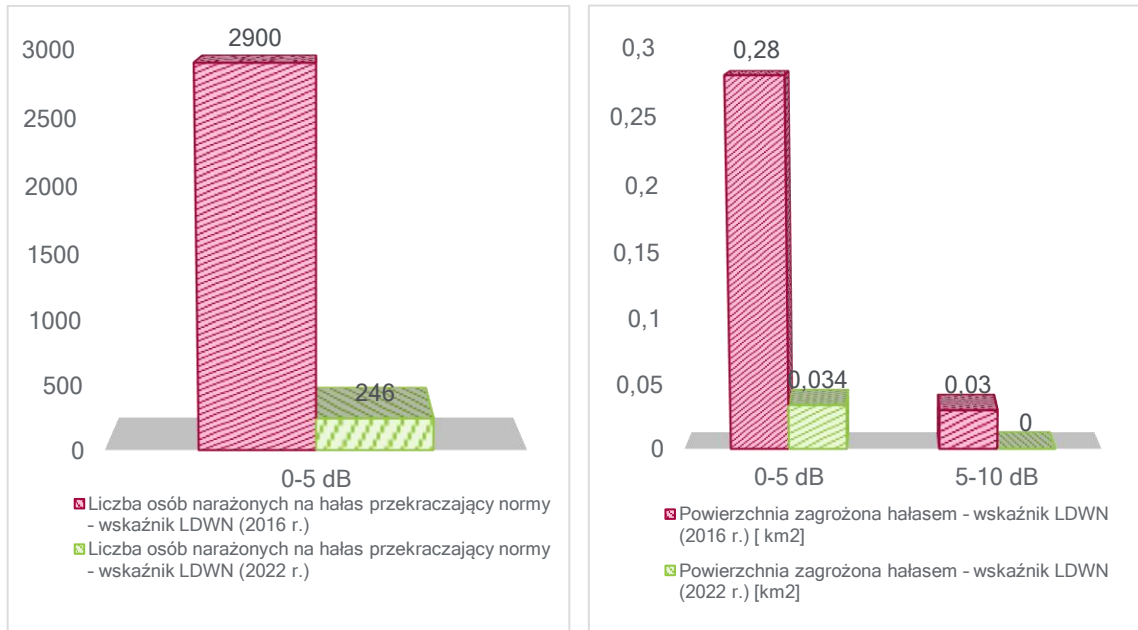 3000
2500
2000
1500
1000
500
0
2900
246
0-5 dB
Liczba osób narażonych na hałas przekraczający normy
- wskaźnik LDWN (2016 r.)
Liczba osób narażonych na hałas przekraczający normy
- wskaźnik LDWN (2022 r.)
0,3
0,25
0,2
0,15
0,1
0,05
0
0,28
0,034
0,03
0
0-5 dB
5-10 dB
Powierzchnia zagrożona hałasem - wskaźnik LDWN
(2016 r.) [ km2]
Powierzchnia zagrożona hałasem - wskaźnik LDWN
(2022 r.) [km2]